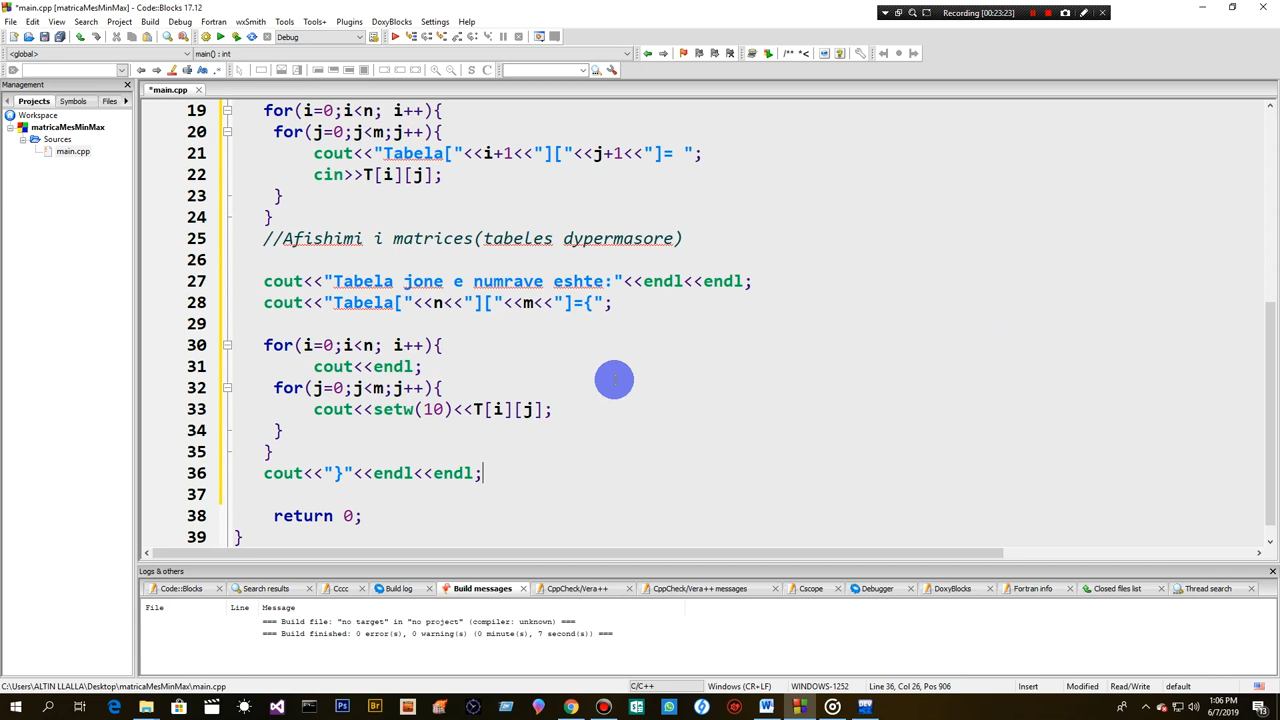 *main.cpp [matricaMesMinMax] - Code::Blocks 17.12
Recording [00:23:23]
File Edit View Search Project Build Debug Fortran wxSmith Tools Tools+ Plugins DoxyBlocks Settings Help
Debug
<global> main() : int
/** *<
S C
Management
*main.cpp
Projects Symbols Files
Workspace
matricaMesMinMax
Sources
main.cpp
19 for(i=0;i<n; i++){
20 for(j=0;j<m;j++){
21 cout<<"Tabela["<<i+1<<"]["<<j+1<<"]= ";
22 cin>>T[i][j];
23 }
24 }
25 //Afishimi i matrices(tabeles dypermasore)
26
27 cout<<"Tabela jone e numrave eshte:"<<endl<<endl;
28 cout<<"Tabela["<<n<<"]["<<m<<"]={";
29
30 for(i=0;i<n; i++){
31 cout<<endl;
32 for(j=0;j<m;j++){
33 cout<<setw(10)<<T[i][j];
34 }
35 }
36 cout<<"}"<<endl<<endl;
37
38 return 0;
39 }
Logs & others
Code::Blocks Search results Cccc Build log Build messages CppCheck/Vera++ CppCheck/Vera++ messages Cscope Debugger DoxyBlocks Fortran info Closed files list Thread search
File Line Message
=== Build file: "no target" in "no project" (compiler: unknown) ===
=== Build finished: 0 error(s), 0 warning(s) (0 minute(s), 7 second(s)) ===
C:\Users\ALTIN LLALLA\Desktop\matricaMesMinMax\main.cpp C/C++ Windows (CR+LF) WINDOWS-1252 Line 36, Col 26, Pos 906 Insert Modified Read/Write default
1:06 PM
6/7/2019